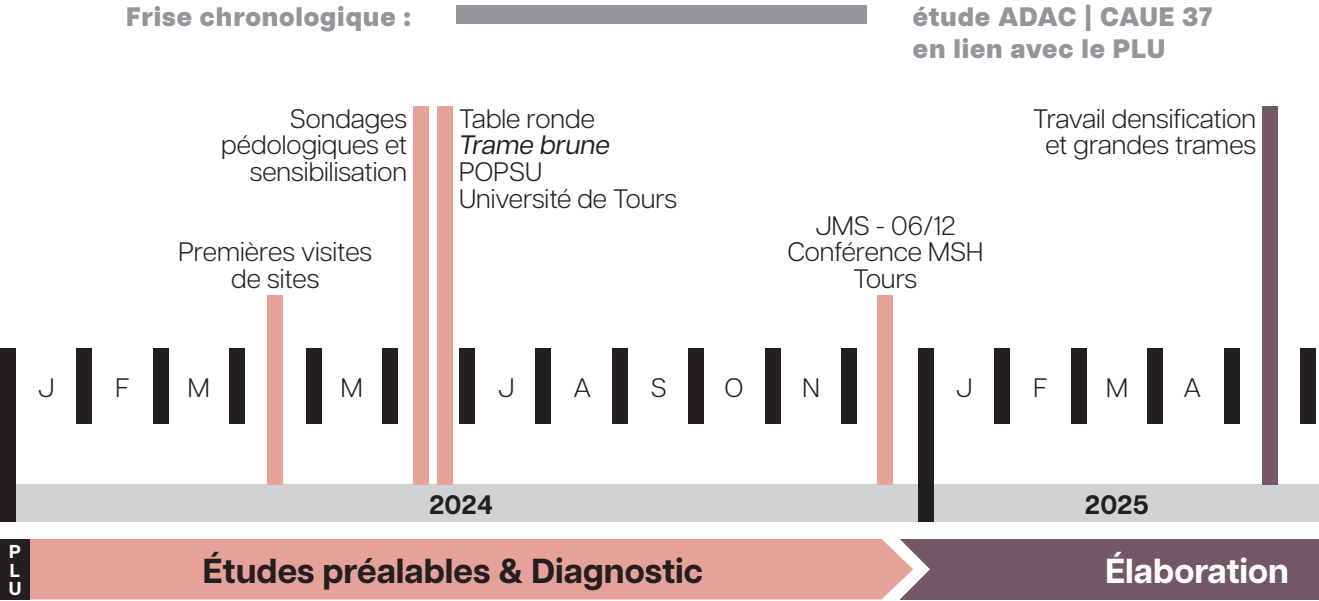 Frise chronologique :
étude ADAC | CAUE 37
en lien avec le PLU
Sondages
pédologiques et
sensibilisation
Table ronde
Trame brune
POPSU
Université de Tours
Travail densification
et grandes trames
Premières visites
de sites
JMS - 06/12
Conférence MSH
Tours
J F M M J A S O N J F M A
2024 2025
PLU
Études préalables & Diagnostic
Élaboration